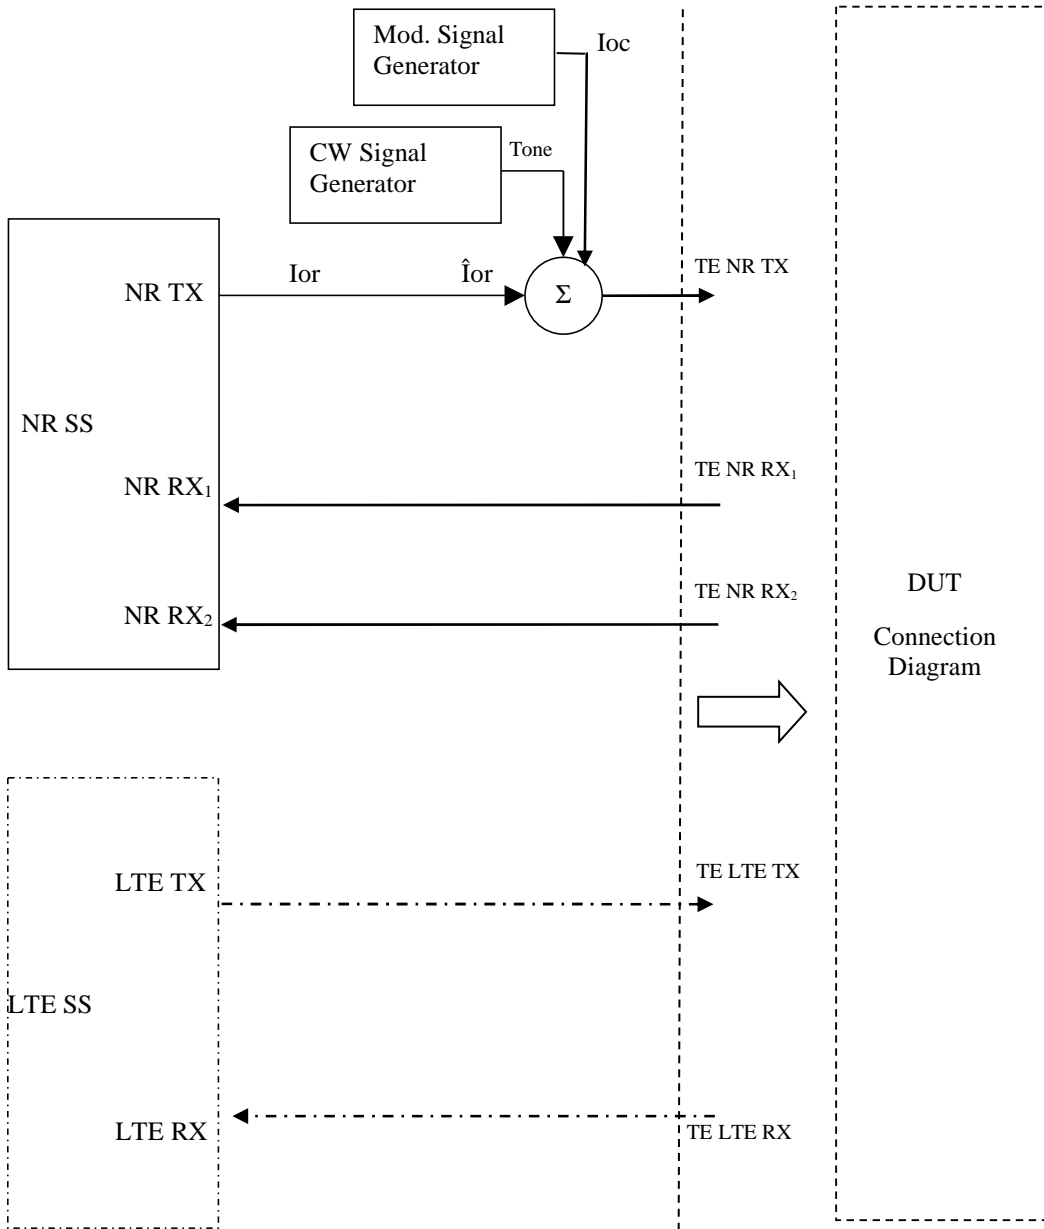 Mod. Signal
Generator
Ioc
CW Signal
Generator
Tone
NR TX
Ior
Îor
Σ
TE NR TX
NR SS
NR RX₁
TE NR RX₁
NR RX₂
TE NR RX₂
DUT
Connection
Diagram
LTE TX
TE LTE TX
LTE SS
LTE RX
TE LTE RX